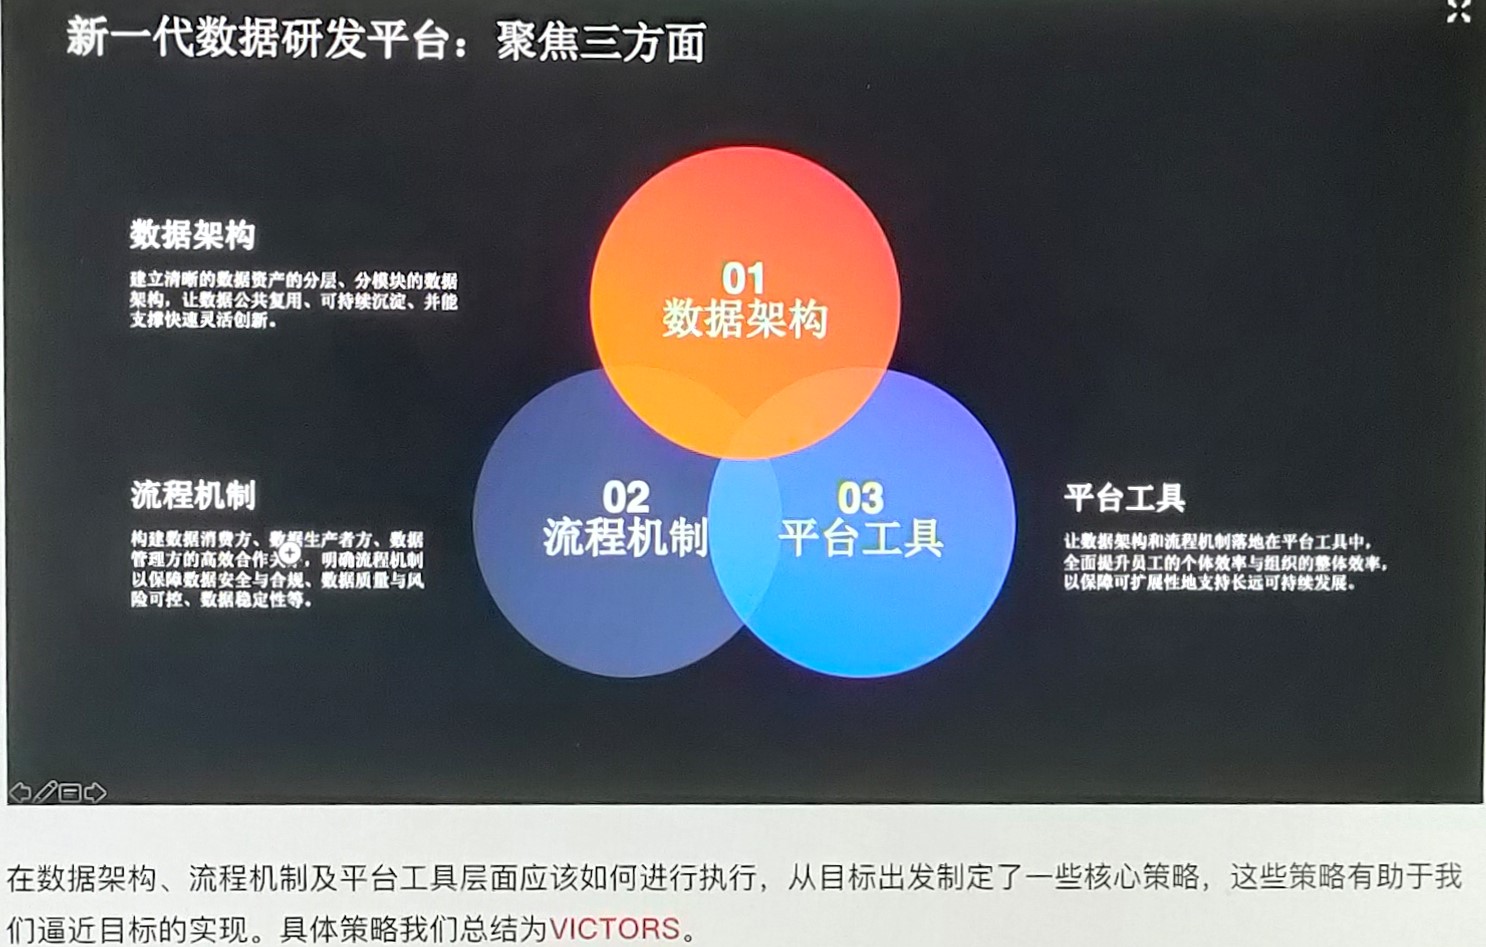 新一代数据研发平台：聚焦三方面
数据架构
建立清晰的数据资产的分层、分模块的数据
架构，让数据公共复用、可持续沉淀、并能
支撑快速灵活创新。
01
数据架构
流程机制
构建数据消费方、数据生产者方、数据
管理方的高效合作关，明确流程机制
以保障数据安全与合规、数据质量与风
险可控、数据稳定性等。
02
流程机制
03
平台工具
平台工具
让数据架构和流程机制落地在平台工具中，
全面提升员工的个体效率与组织的整体效率，
以保障可扩展性地支持长远可持续发展。
在数据架构、流程机制及平台工具层面应该如何进行执行，从目标出发制定了一些核心策略，这些策略有助于我
们逼近目标的实现。具体策略我们总结为VICTORS。